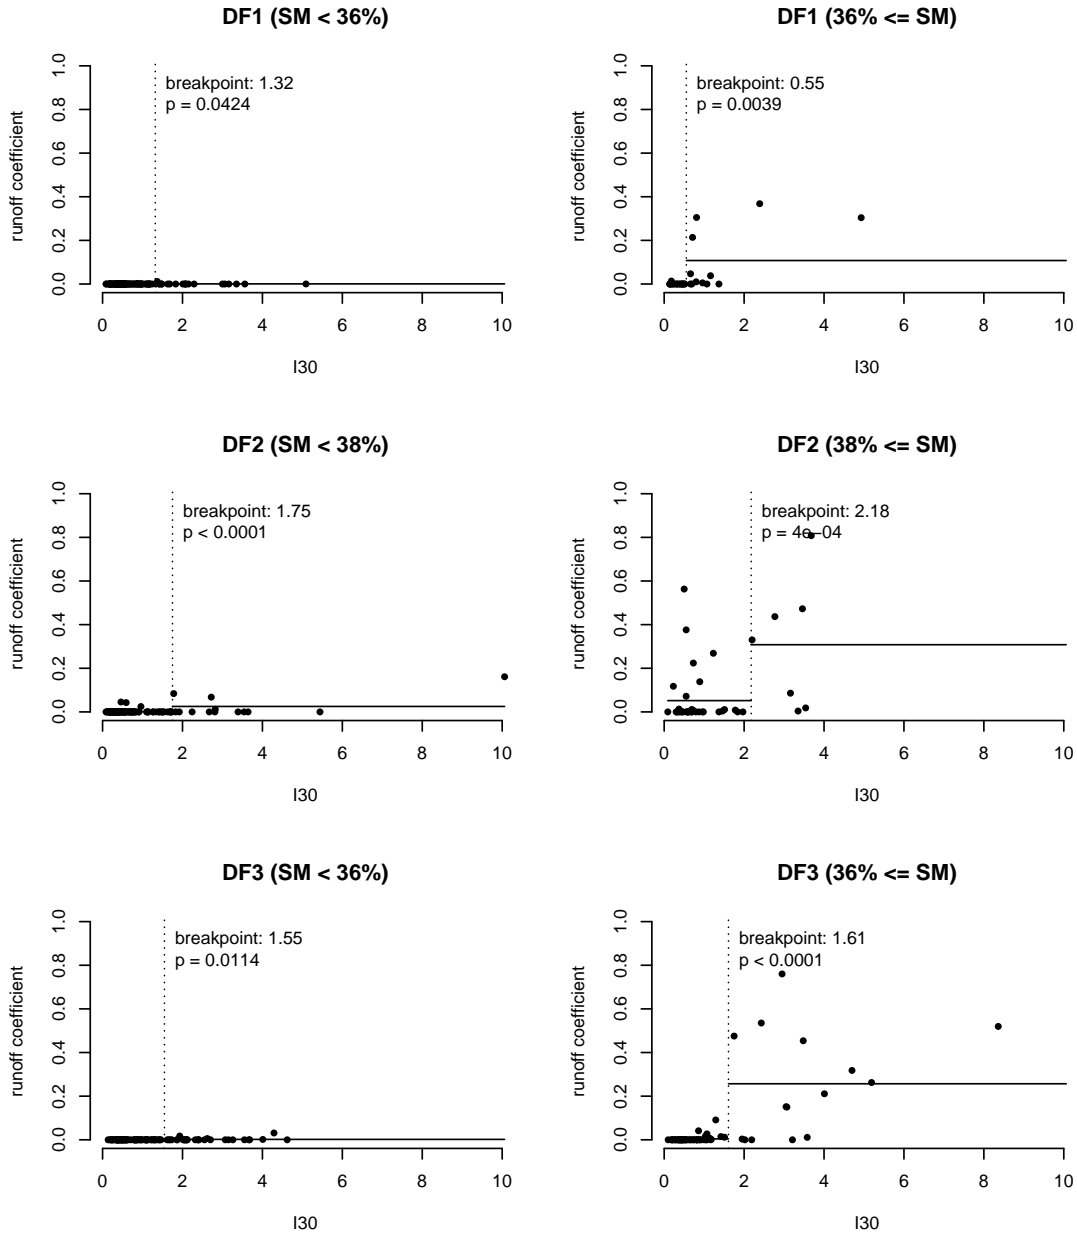 DF1 (SM < 36%)
breakpoint: 1.32
p = 0.0424
runoff coefficient
0.0 0.2 0.4 0.6 0.8 1.0
0 2 4 6 8 10
I30
DF1 (36% <= SM)
breakpoint: 0.55
p = 0.0039
runoff coefficient
0.0 0.2 0.4 0.6 0.8 1.0
0 2 4 6 8 10
I30
DF2 (SM < 38%)
breakpoint: 1.75
p < 0.0001
runoff coefficient
0.0 0.2 0.4 0.6 0.8 1.0
0 2 4 6 8 10
I30
DF2 (38% <= SM)
breakpoint: 2.18
p = 4e−04
runoff coefficient
0.0 0.2 0.4 0.6 0.8 1.0
0 2 4 6 8 10
I30
DF3 (SM < 36%)
breakpoint: 1.55
p = 0.0114
runoff coefficient
0.0 0.2 0.4 0.6 0.8 1.0
0 2 4 6 8 10
I30
DF3 (36% <= SM)
breakpoint: 1.61
p < 0.0001
runoff coefficient
0.0 0.2 0.4 0.6 0.8 1.0
0 2 4 6 8 10
I30